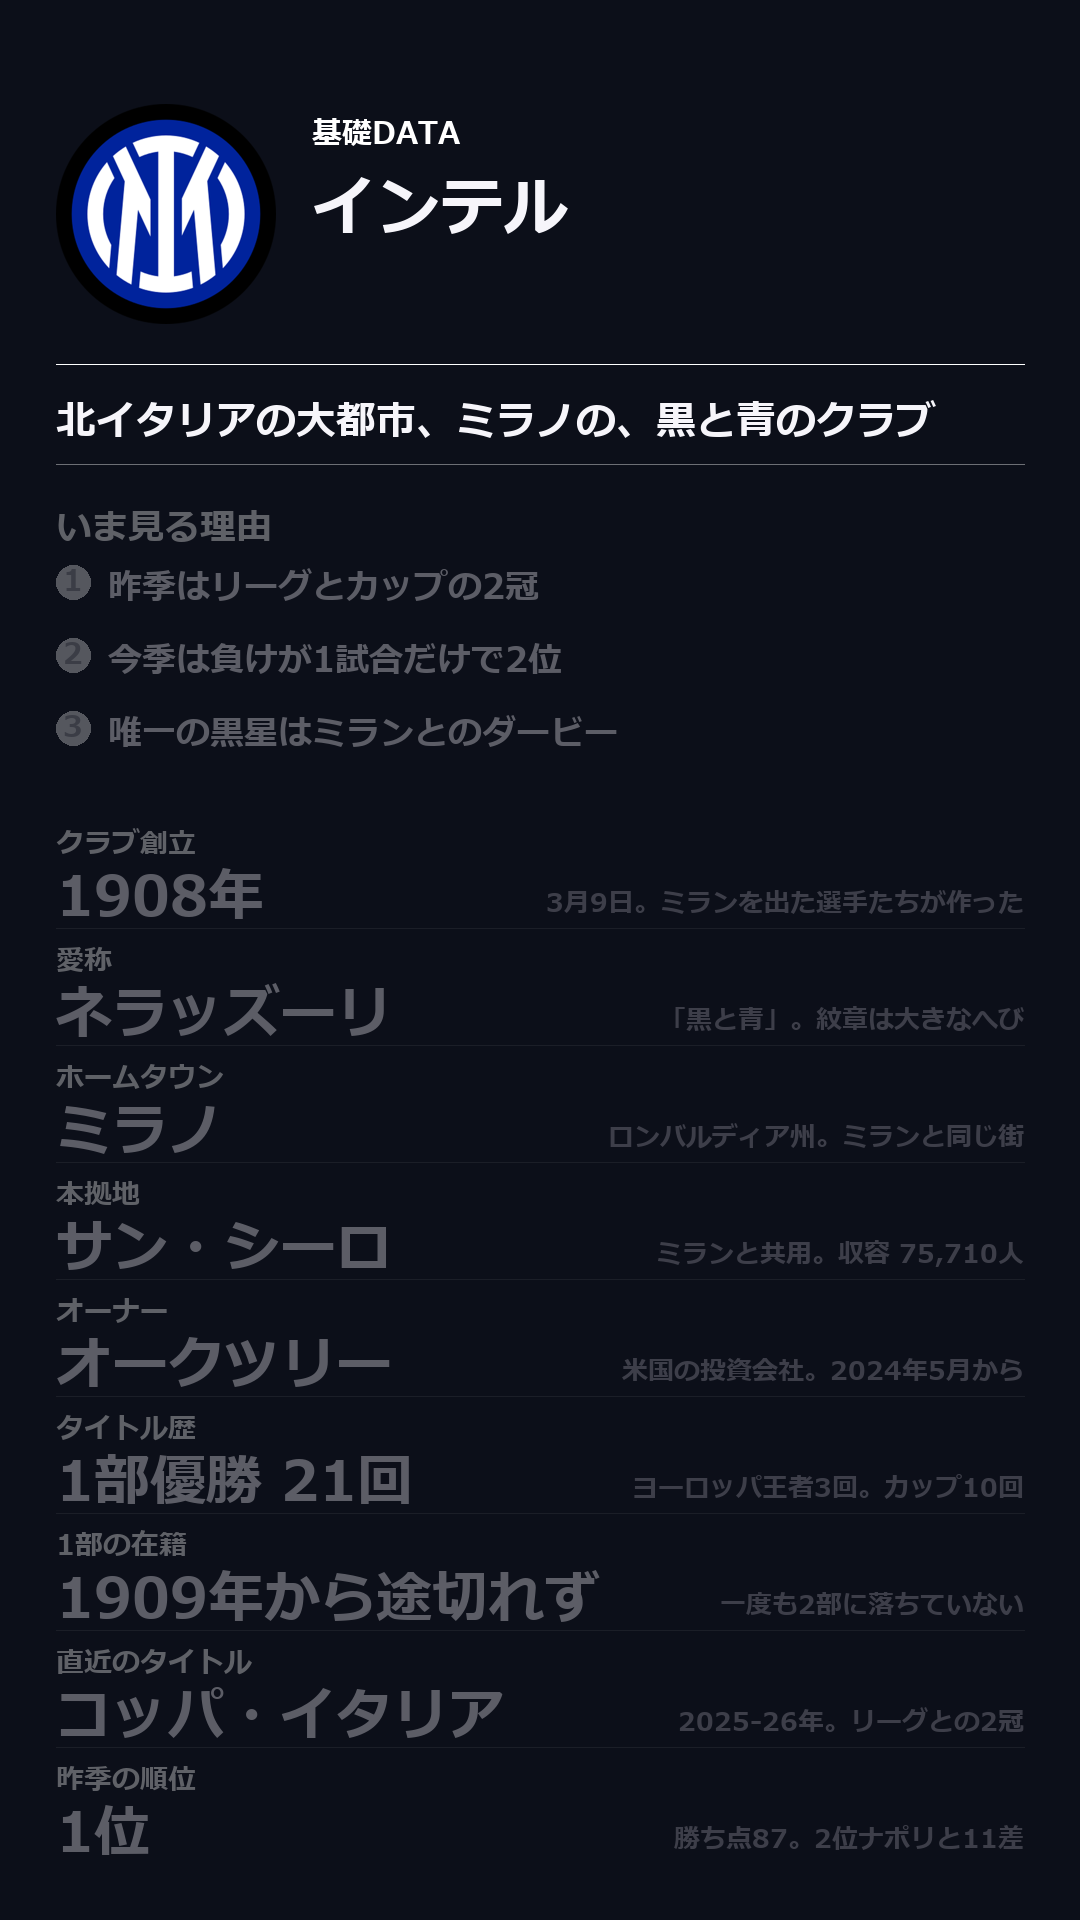 基礎DATA
インテル
北イタリアの大都市、ミラノの、黒と青のクラブ
いま見る理由
1 昨季はリーグとカップの2冠
2 今季は負けが1試合だけで2位
3 唯一の黒星はミランとのダービー
クラブ創立
1908年 3月9日。ミランを出た選手たちが作った
愛称
ネラッズーリ 「黒と青」。紋章は大きなへび
ホームタウン
ミラノ ロンバルディア州。ミランと同じ街
本拠地
サン・シーロ ミランと共用。収容 75,710人
オーナー
オークツリー 米国の投資会社。2024年5月から
タイトル歴
1部優勝 21回 ヨーロッパ王者3回。カップ10回
1部の在籍
1909年から途切れず 一度も2部に落ちていない
直近のタイトル
コッパ・イタリア 2025-26年。リーグとの2冠
昨季の順位
1位 勝ち点87。2位ナポリと11差